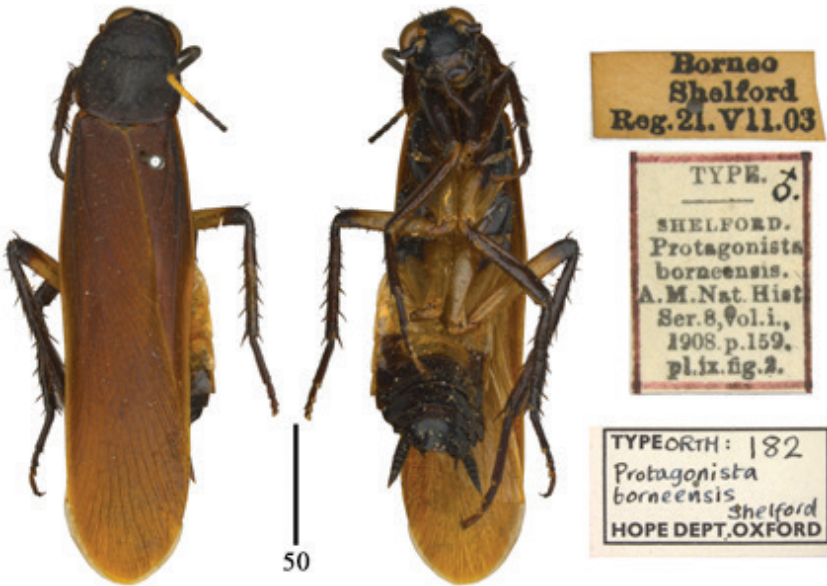 Borneo
Shelford
Reg.21.VII.03
TYPE. ♂.
SHELFORD.
Protagonista
borneensis.
A.M.Nat.Hist
Ser.8,Vol.i.,
1908.p.159.
pl.ix.fig.2.
TYPE ORTH: 182
Protagonista
borneensis
Shelford
HOPE DEPT.OXFORD
50